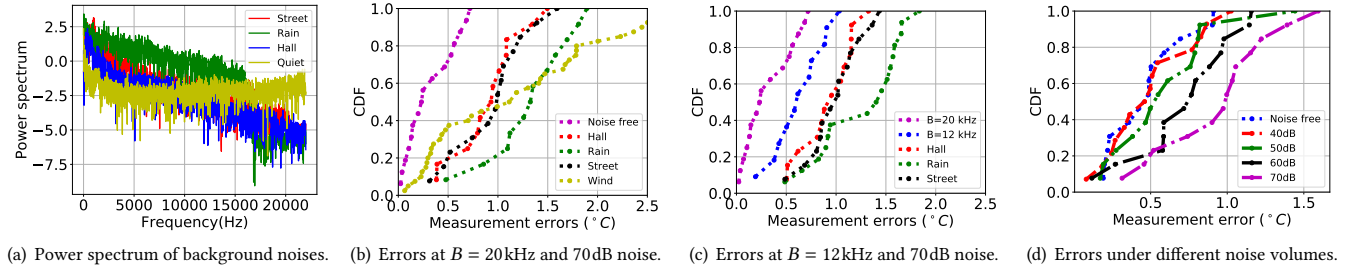 Power spectrum
2.5
0.0
−2.5
−5.0
−7.5
Street
Rain
Hall
Quiet
0
5000
10000
15000
20000
Frequency(Hz)
(a) Power spectrum of background noises.
CDF
1.0
0.8
0.6
0.4
0.2
0.0
Noise free
Hall
Rain
Street
Wind
0.0
0.5
1.0
1.5
2.0
2.5
Measurement errors (°C)
(b) Errors at B = 20kHz and 70dB noise.
CDF
1.0
0.8
0.6
0.4
0.2
0.0
B=20 kHz
B=12 kHz
Hall
Rain
Street
0.0
0.5
1.0
1.5
2.0
2.5
Measurement errors (°C)
(c) Errors at B = 12kHz and 70dB noise.
CDF
1.0
0.8
0.6
0.4
0.2
0.0
Noise free
40dB
50dB
60dB
70dB
0.5
1.0
1.5
Measurement error (°C)
(d) Errors under different noise volumes.